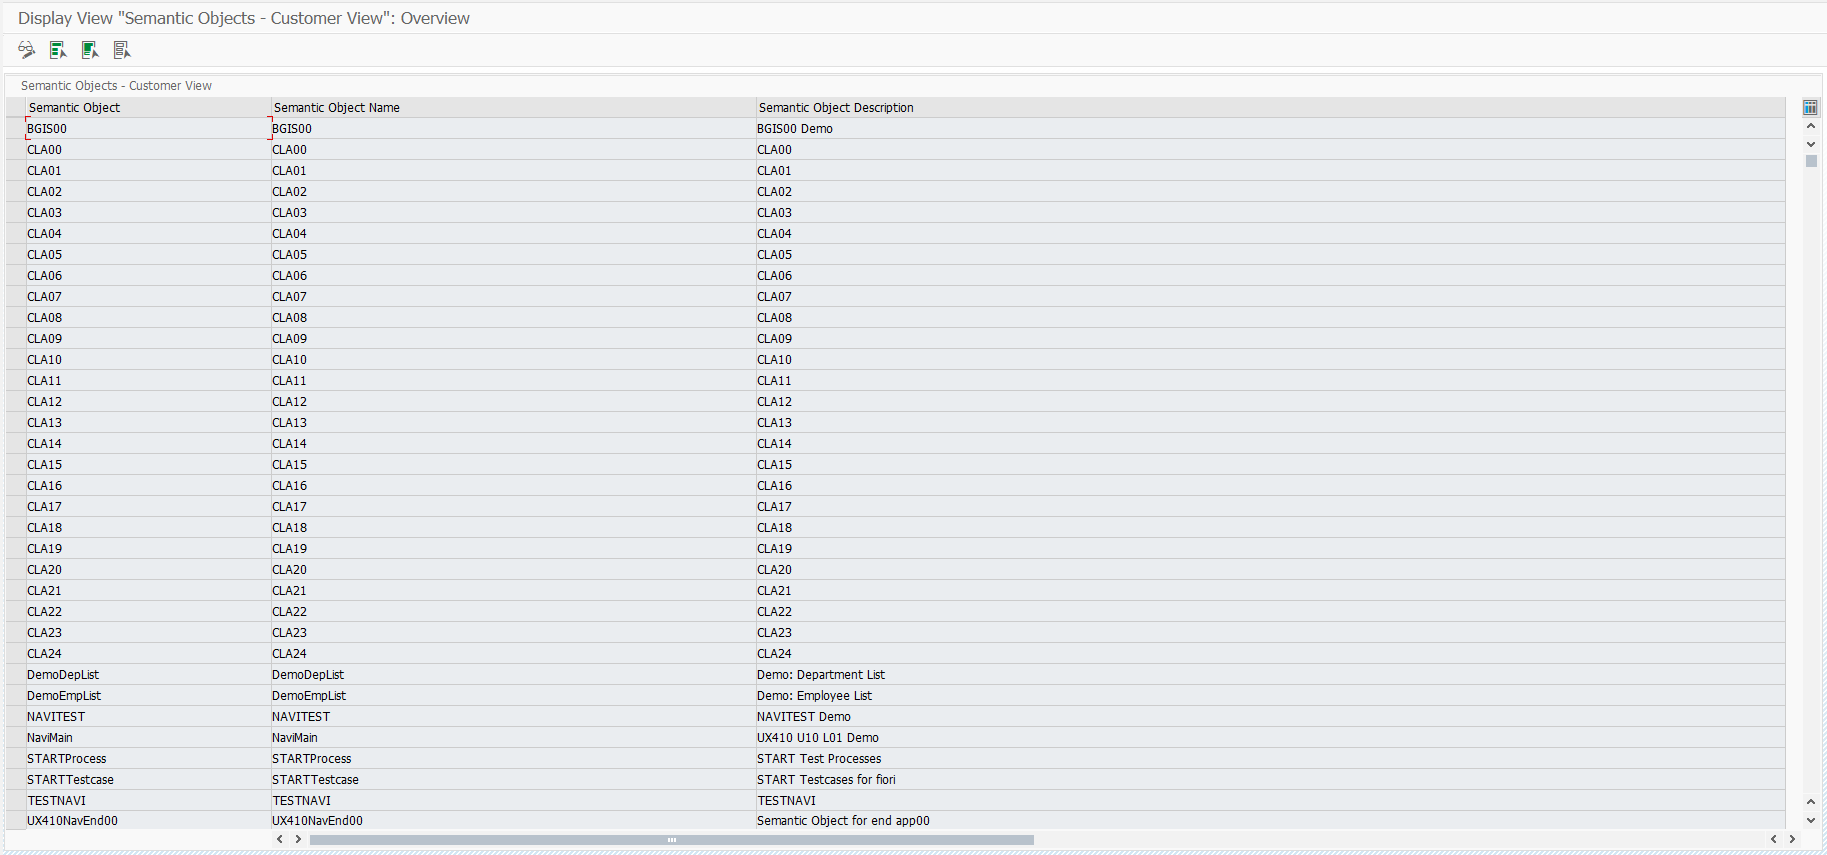 Display View "Semantic Objects - Customer View": Overview
Semantic Objects - Customer View
Semantic Object Semantic Object Name Semantic Object Description
BGIS00 BGIS00 BGIS00 Demo
CLA00 CLA00 CLA00
CLA01 CLA01 CLA01
CLA02 CLA02 CLA02
CLA03 CLA03 CLA03
CLA04 CLA04 CLA04
CLA05 CLA05 CLA05
CLA06 CLA06 CLA06
CLA07 CLA07 CLA07
CLA08 CLA08 CLA08
CLA09 CLA09 CLA09
CLA10 CLA10 CLA10
CLA11 CLA11 CLA11
CLA12 CLA12 CLA12
CLA13 CLA13 CLA13
CLA14 CLA14 CLA14
CLA15 CLA15 CLA15
CLA16 CLA16 CLA16
CLA17 CLA17 CLA17
CLA18 CLA18 CLA18
CLA19 CLA19 CLA19
CLA20 CLA20 CLA20
CLA21 CLA21 CLA21
CLA22 CLA22 CLA22
CLA23 CLA23 CLA23
CLA24 CLA24 CLA24
DemoDepList DemoDepList Demo: Department List
DemoEmpList DemoEmpList Demo: Employee List
NAVITEST NAVITEST NAVITEST Demo
NaviMain NaviMain UX410 U10 L01 Demo
STARTProcess STARTProcess START Test Processes
STARTTestcase STARTTestcase START Testcases for fiori
TESTNAVI TESTNAVI TESTNAVI
UX410NavEnd00 UX410NavEnd00 Semantic Object for end app00